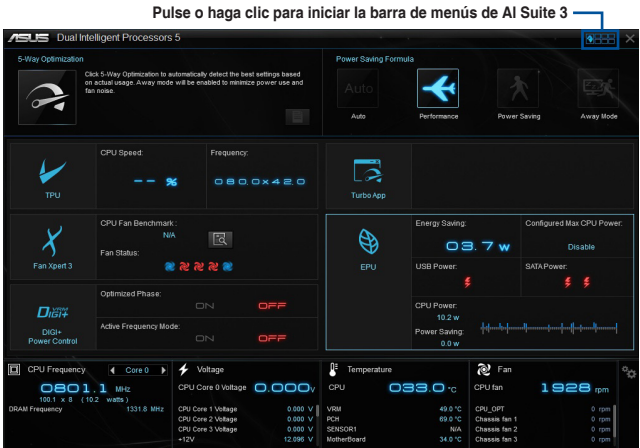 Pulse o haga clic para iniciar la barra de menús de AI Suite 3
ASUS Dual Intelligent Processors 5
5-Way Optimization
Click 5-Way Optimization to automatically detect the best settings based
on actual usage. Away mode will be enabled to minimize power use and
fan noise.
Power Saving Formula
Auto
Auto Performance Power Saving Away Mode
CPU Speed: Frequency:
-- % 080.0x42.0
TPU
Turbo App
CPU Fan Benchmark :
N/A
Fan Status:
Fan Xpert 3
Energy Saving: Configured Max CPU Power:
03.7 w Disable
EPU
USB Power: SATAPower:
CPU Power:
10.2 w
Power Saving:
0.0 w
Optimized Phase: ON OFF
DIGI+ VRM
Active Frequency Mode: ON OFF
DIGI+
Power Control
CPU Frequency Core 0
0801.1 MHz
100.1 x 8 (10.2 watts)
DRAM Frequency 1331.8 MHz
Voltage
CPU Core 0 Voltage 0.000v
CPU Core 1 Voltage 0.000 V
CPU Core 2 Voltage 0.000 V
CPU Core 3 Voltage 0.000 V
+12V 12.096 V
Temperature
CPU 033.0 °C
VRM 49.0 °C
PCH 69.0 °C
SENSOR1 N/A
MotherBoard 34.0 °C
Fan
CPU fan 1928 rpm
CPU_OPT 0 rpm
Chassis fan 1 0 rpm
Chassis fan 2 0 rpm
Chassis fan 3 0 rpm